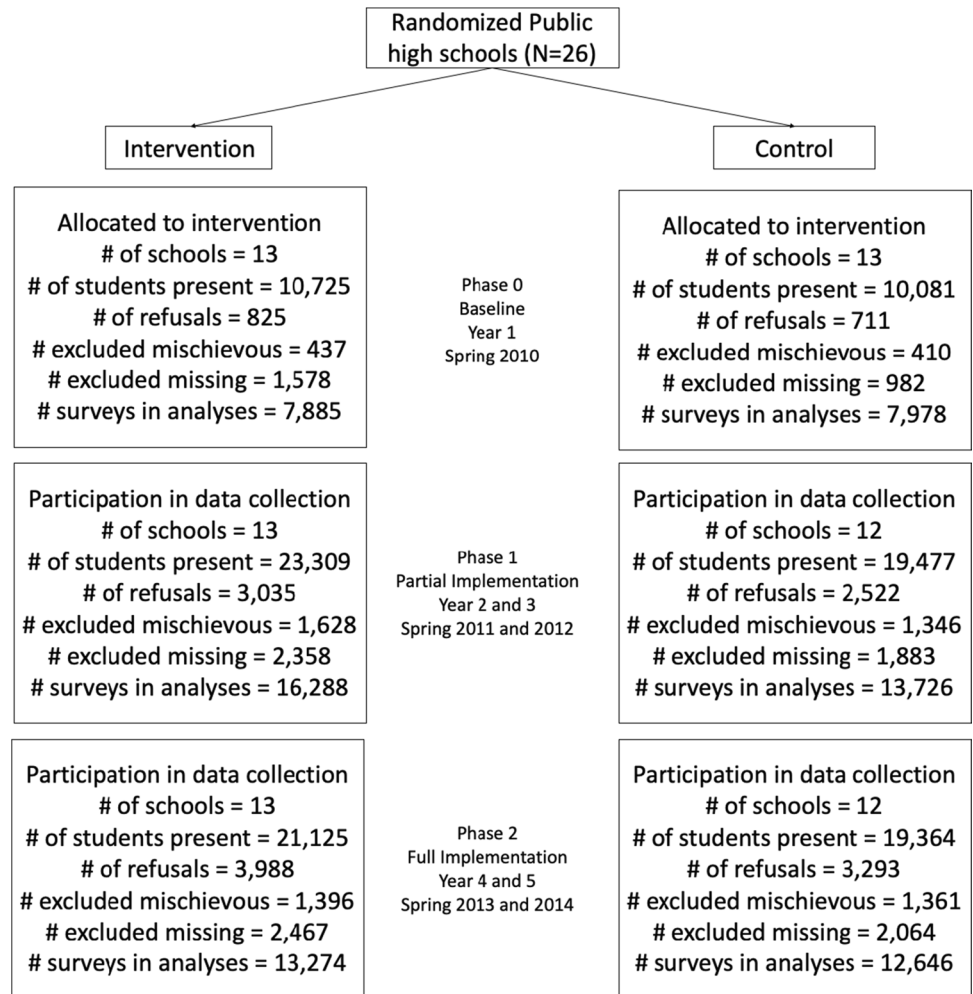 Randomized Public
high schools (N=26)
Intervention
Control
Allocated to intervention
# of schools = 13
# of students present = 10,725
# of refusals = 825
# excluded mischievous = 437
# excluded missing = 1,578
# surveys in analyses = 7,885
Phase 0
Baseline
Year 1
Spring 2010
Allocated to intervention
# of schools = 13
# of students present = 10,081
# of refusals = 711
# excluded mischievous = 410
# excluded missing = 982
# surveys in analyses = 7,978
Participation in data collection
# of schools = 13
# of students present = 23,309
# of refusals = 3,035
# excluded mischievous = 1,628
# excluded missing = 2,358
# surveys in analyses = 16,288
Phase 1
Partial Implementation
Year 2 and 3
Spring 2011 and 2012
Participation in data collection
# of schools = 12
# of students present = 19,477
# of refusals = 2,522
# excluded mischievous = 1,346
# excluded missing = 1,883
# surveys in analyses = 13,726
Participation in data collection
# of schools = 13
# of students present = 21,125
# of refusals = 3,988
# excluded mischievous = 1,396
# excluded missing = 2,467
# surveys in analyses = 13,274
Phase 2
Full Implementation
Year 4 and 5
Spring 2013 and 2014
Participation in data collection
# of schools = 12
# of students present = 19,364
# of refusals = 3,293
# excluded mischievous = 1,361
# excluded missing = 2,064
# surveys in analyses = 12,646